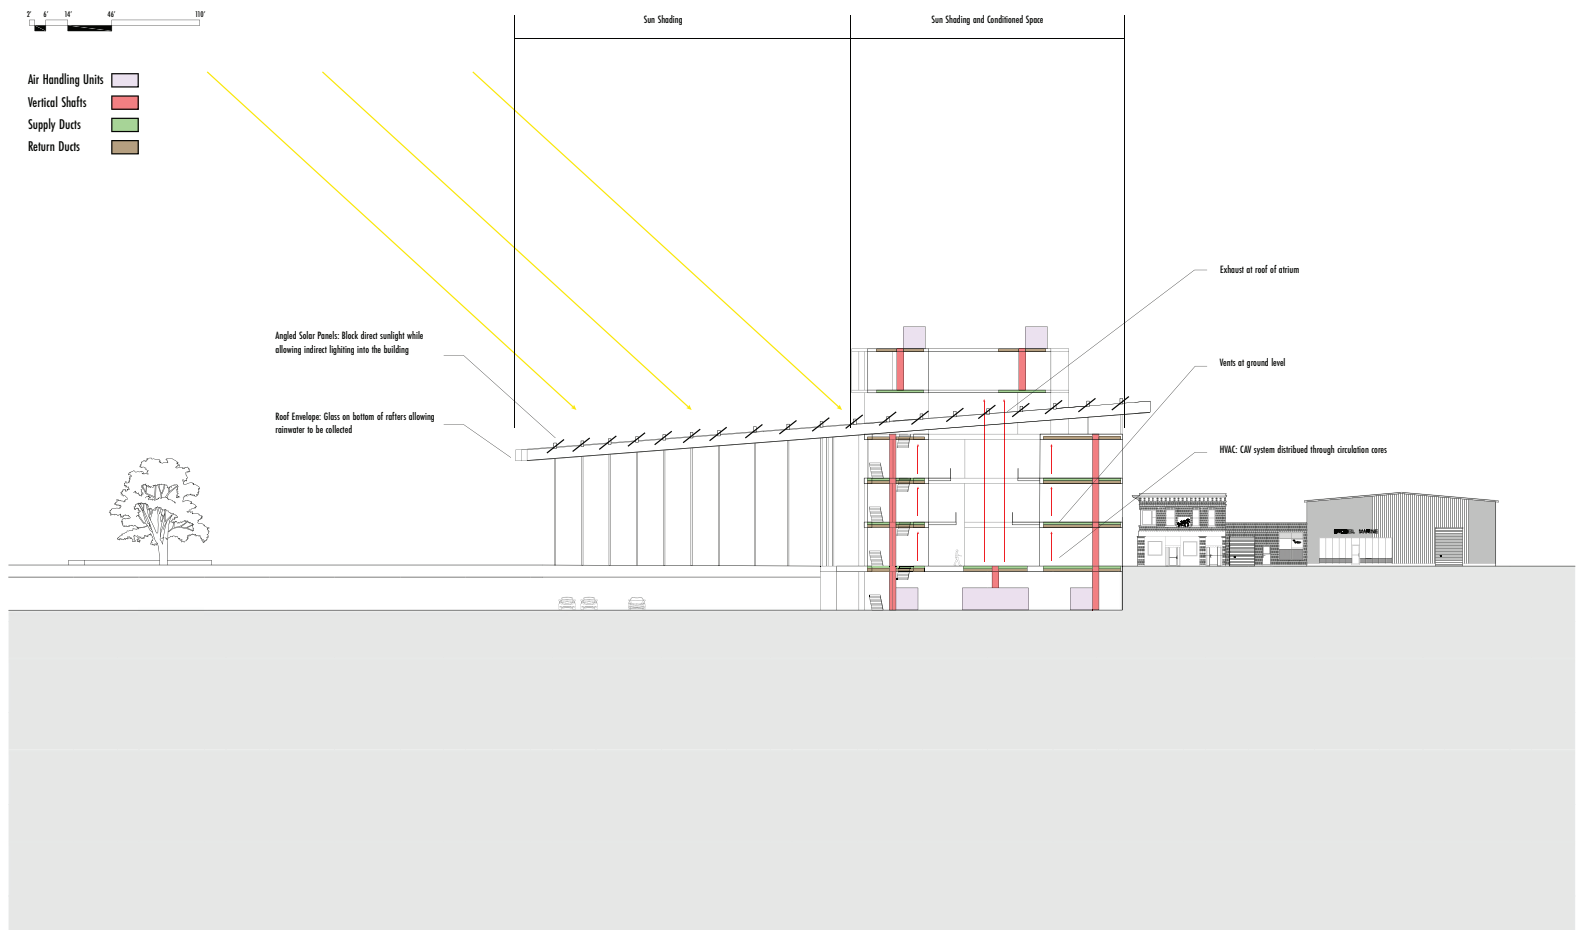 2' 6' 14' 46' 110'
Sun Shading
Sun Shading and Conditioned Space
Air Handling Units
Vertical Shafts
Supply Ducts
Return Ducts
Exhaust at roof of atrium
Angled Solar Panels: Block direct sunlight while
allowing indirect lighiting into the building
Vents at ground level
Roof Envelope: Glass on bottom of rafters allowing
rainwater to be collected
HVAC: CAV system distribued through circulation cores